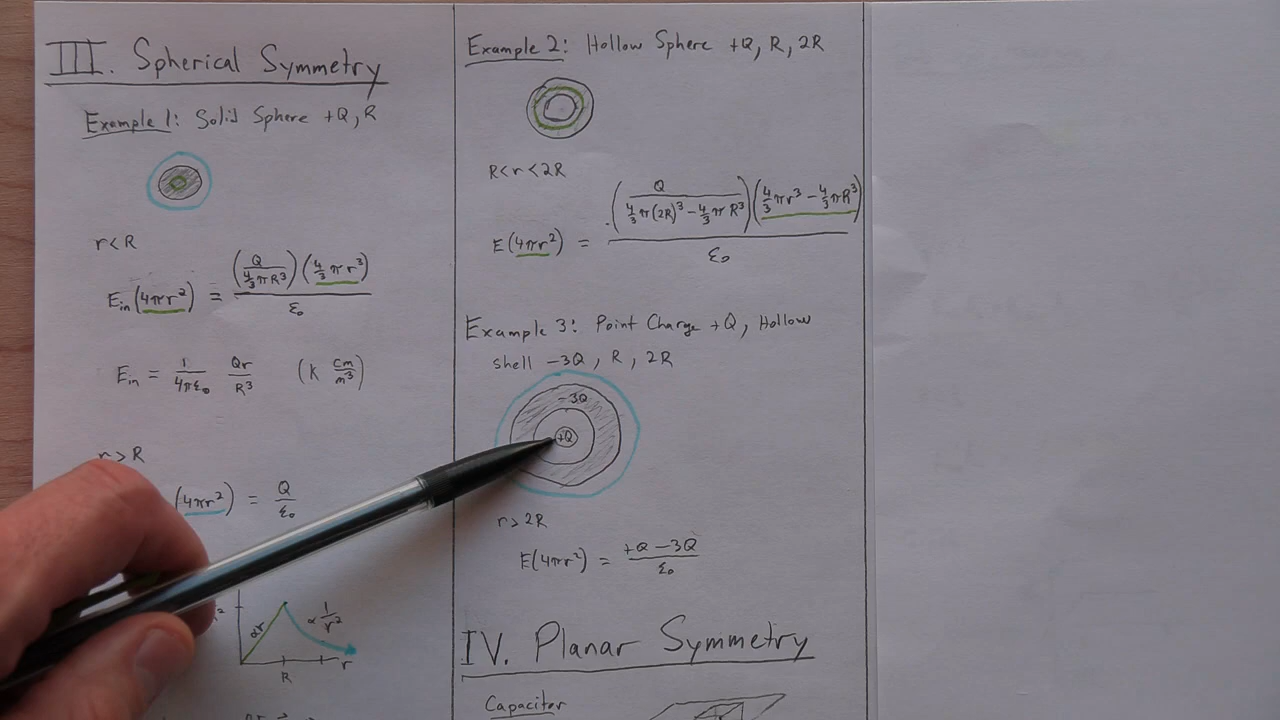 III. Spherical Symmetry
Example 1: Solid Sphere +Q, R
r < R
E_in (4πr²) = (Q / (4/3 πR³)) (4/3 πr³) / ε₀
E_in = 1/(4πε₀) Qr/R³ (k Cm/m³)
r > R
(4πr²) = Q/ε₀
αr
α 1/r²
R
r
Example 2: Hollow Sphere +Q, R, 2R
R < r < 2R
E (4πr²) = (Q / (4/3 π(2R)³ − 4/3 πR³)) (4/3 πr³ − 4/3 πR³) / ε₀
Example 3: Point Charge +Q, Hollow
shell −3Q, R, 2R
−3Q
+Q
r > 2R
E(4πr²) = +Q −3Q / ε₀
IV. Planar Symmetry
Capacitor